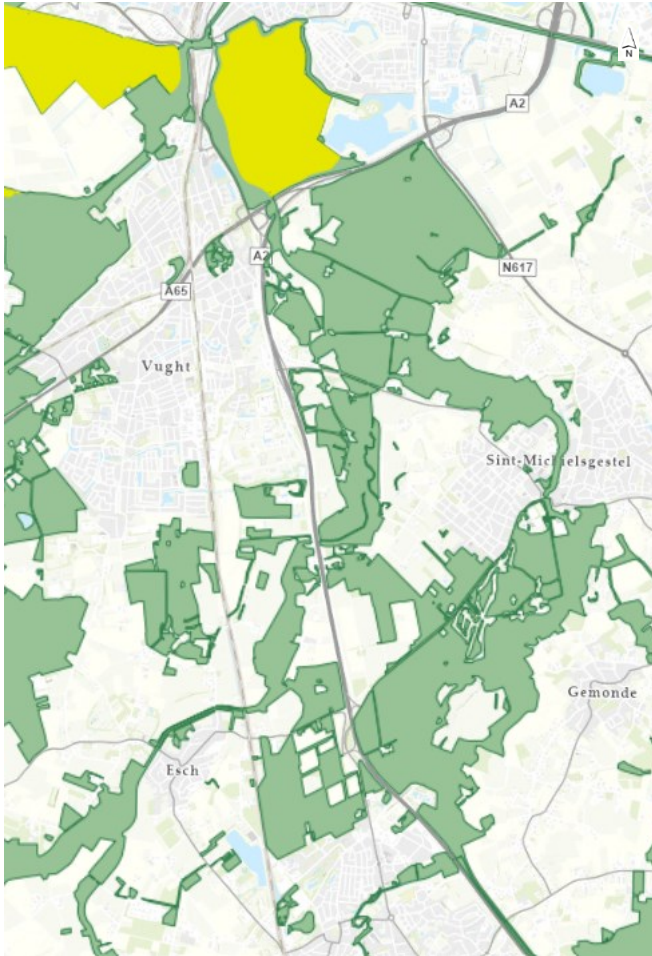 N
A2
N617
A2
A65
Vught
Sint-Michielsgestel
Gemonde
Esch